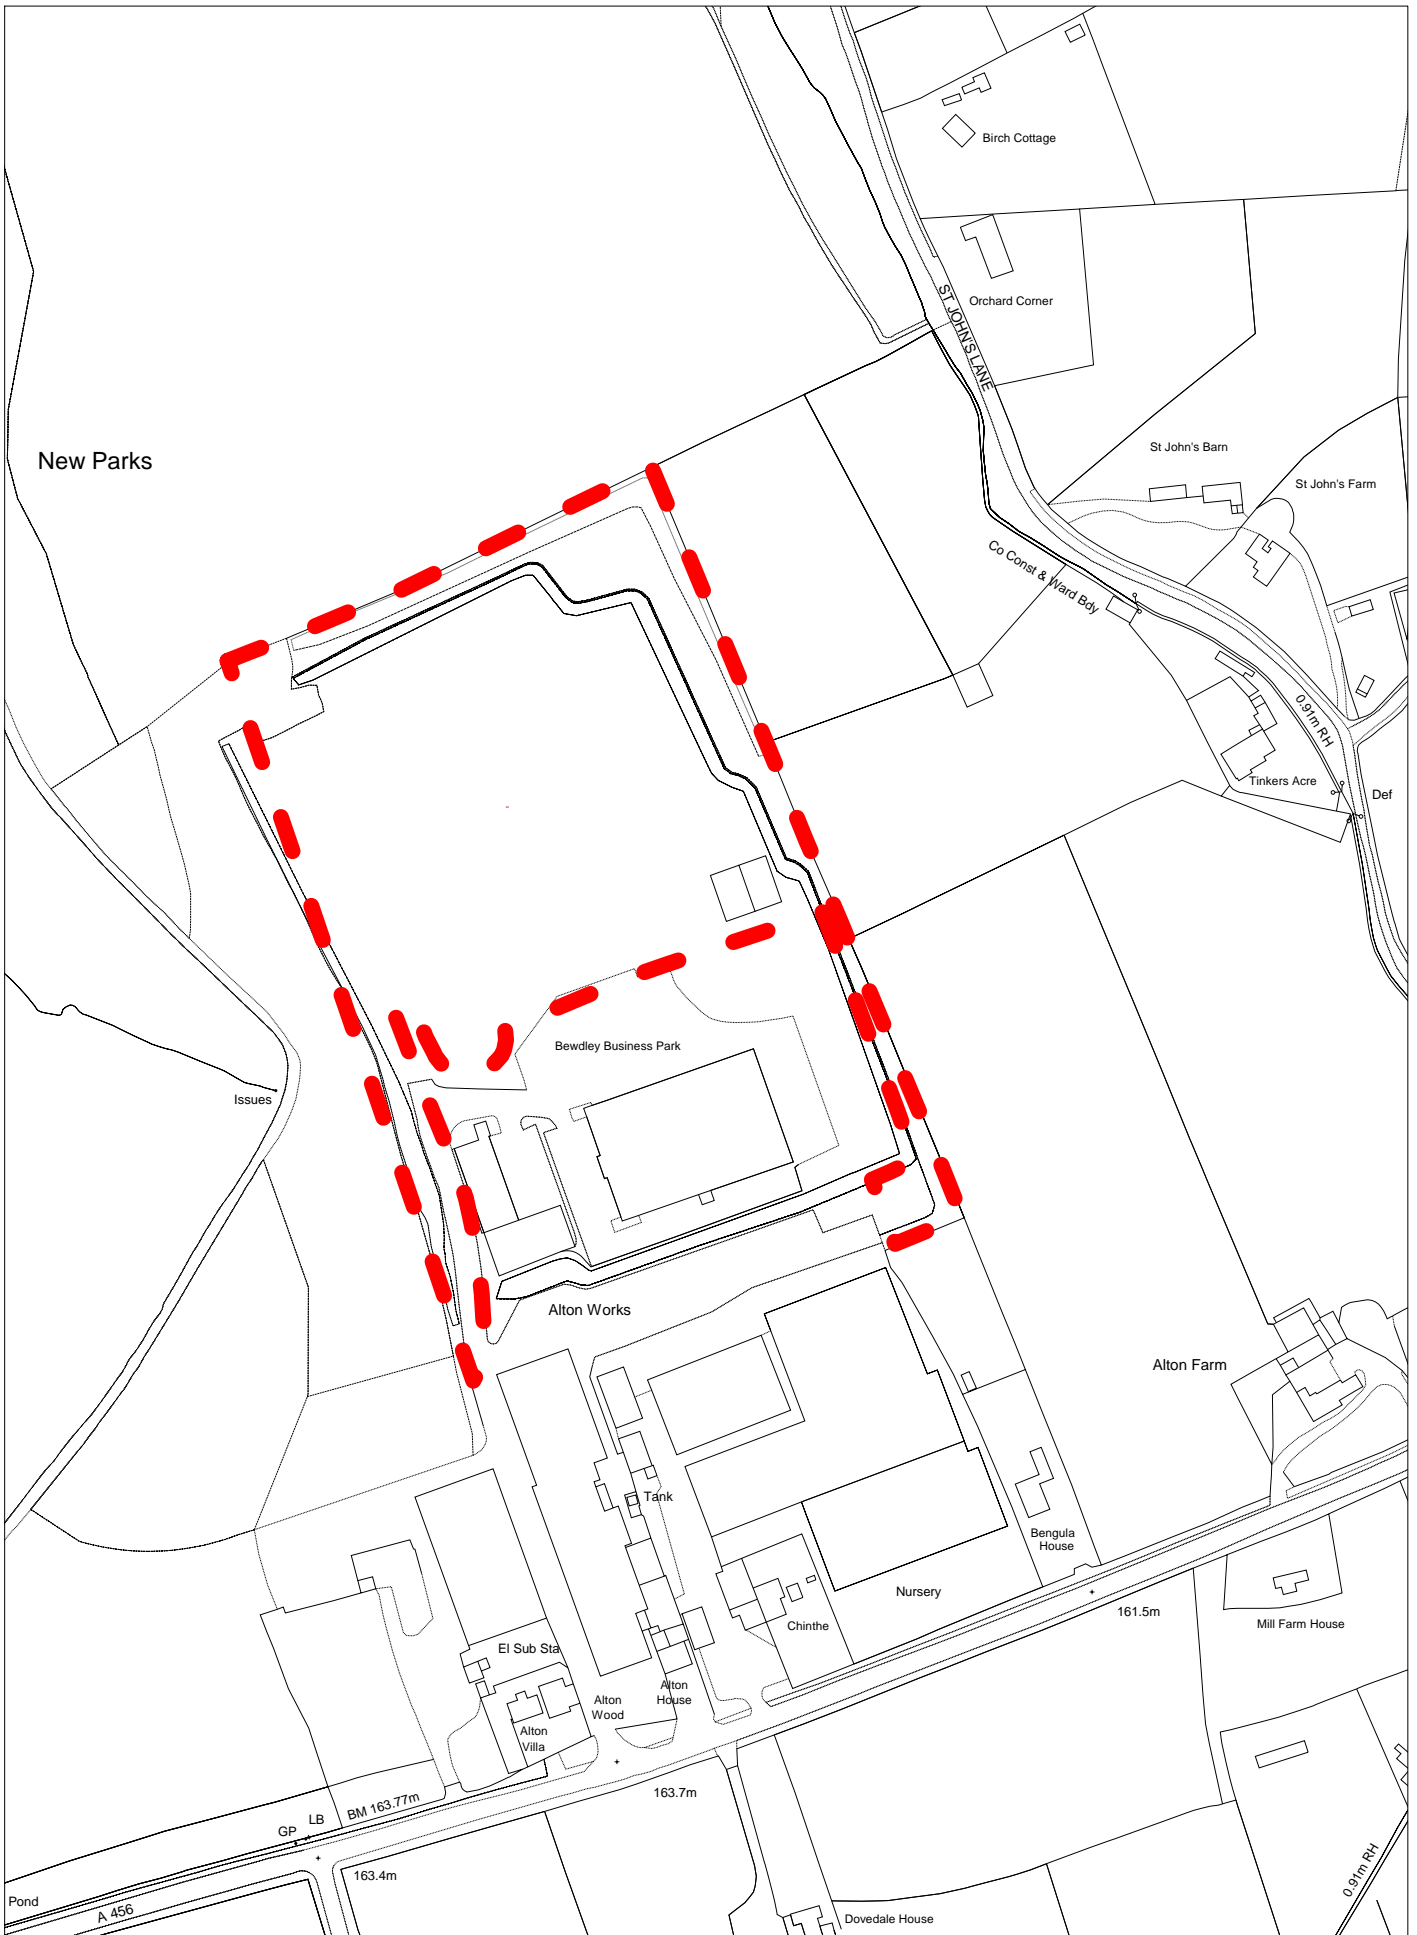 Birch Cottage
Orchard Corner
ST JOHN'S LANE
New Parks
St John's Barn
St John's Farm
Co Const & Ward Bdy
0.91m RH
Tinkers Acre
Def
Bewdley Business Park
Issues
Alton Works
Alton Farm
Tank
Bengula
House
Nursery
161.5m
Chinthe
Mill Farm House
El Sub Sta
Alton
House
Alton
Wood
Alton
Villa
163.7m
BM 163.77m
LB
GP
163.4m
0.91m RH
Pond
A 456
Dovedale House